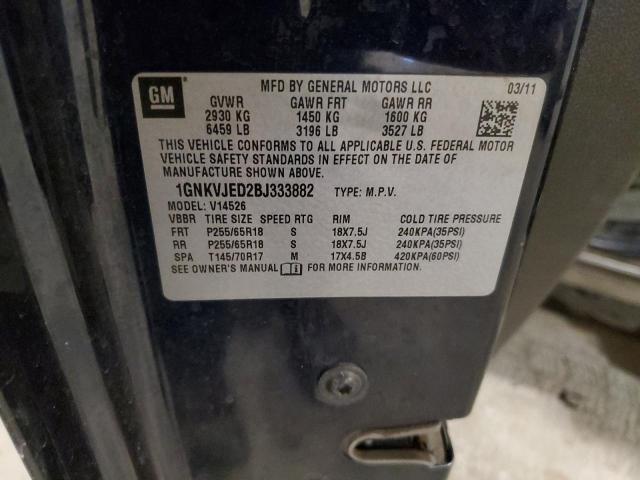 GM
MFD BY GENERAL MOTORS LLC 03/11
GVWR GAWR FRT GAWR RR
2930 KG 1450 KG 1600 KG
6459 LB 3196 LB 3527 LB
THIS VEHICLE CONFORMS TO ALL APPLICABLE U.S. FEDERAL MOTOR
VEHICLE SAFETY STANDARDS IN EFFECT ON THE DATE OF
MANUFACTURE SHOWN ABOVE.
1GNKVJED2BJ333882 TYPE: M.P.V.
MODEL: V14526
VBBR TIRE SIZE SPEED RTG RIM COLD TIRE PRESSURE
FRT P255/65R18 S 18X7.5J 240KPA(35PSI)
RR P255/65R18 S 18X7.5J 240KPA(35PSI)
SPA T145/70R17 M 17X4.5B 420KPA(60PSI)
SEE OWNER'S MANUAL FOR MORE INFORMATION.